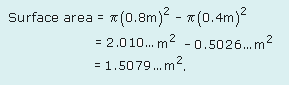 Surface area = π(0.8m)² - π(0.4m)²
= 2.010... m² - 0.5026... m²
= 1.5079... m².